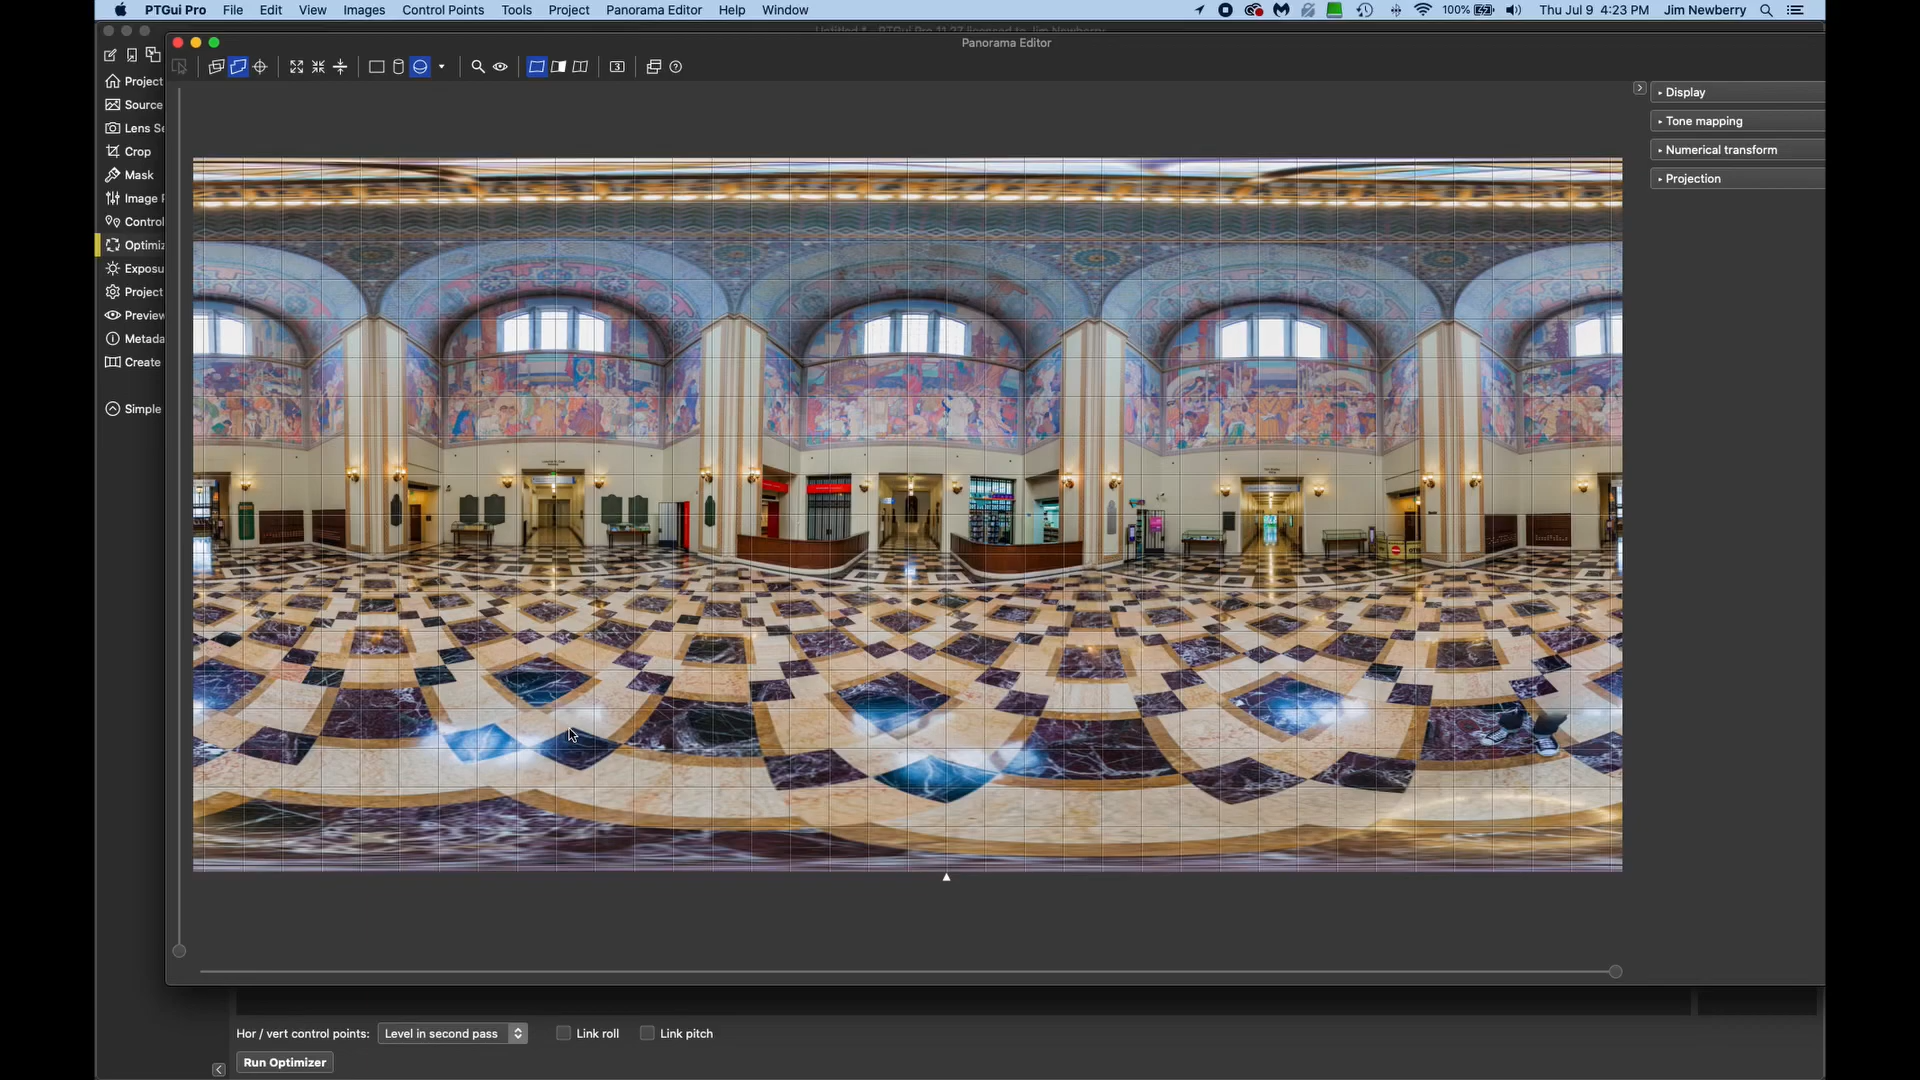 PTGui Pro File Edit View Images Control Points Tools Project Panorama Editor Help Window 100% Thu Jul 9 4:23 PM Jim Newberry
Panorama Editor
Project
Source
Lens Se
Crop
Mask
Image P
Control
Optimiz
Exposu
Project
Preview
Metada
Create
Simple
Display
Tone mapping
Numerical transform
Projection
Hor / vert control points: Level in second pass Link roll Link pitch
Run Optimizer